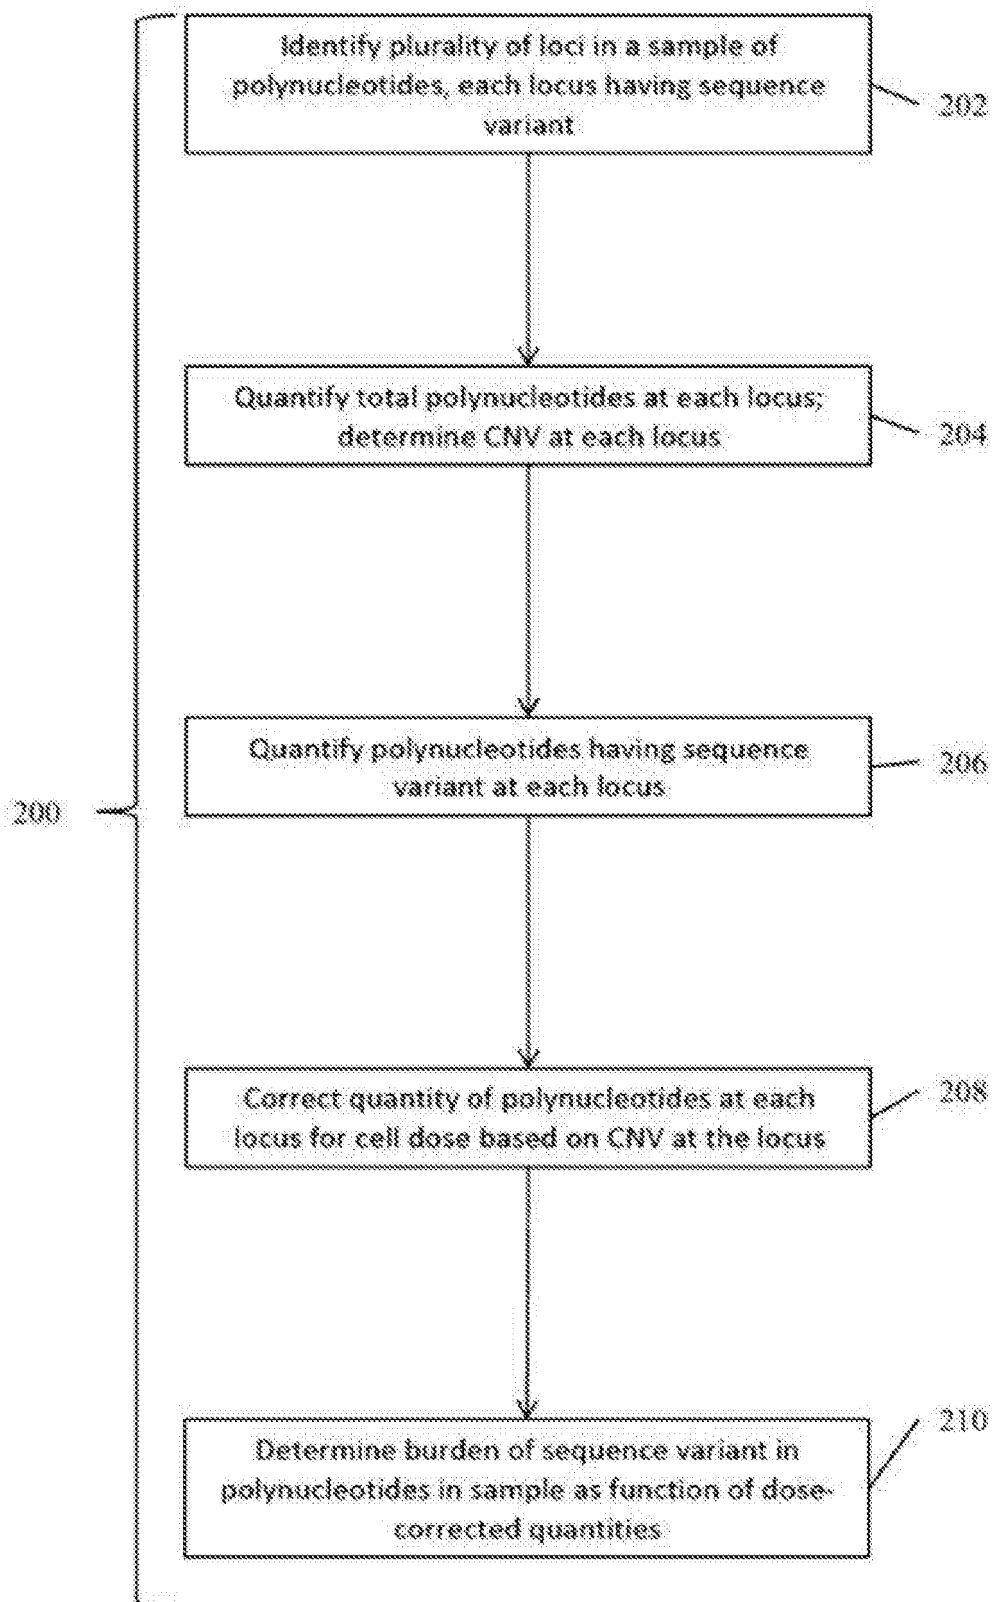 Identify plurality of loci in a sample of
polynucleotides, each locus having sequence
variant
202
Quantify total polynucleotides at each locus;
determine CNV at each locus
204
Quantify polynucleotides having sequence
variant at each locus
206
200
Correct quantity of polynucleotides at each
locus for cell dose based on CNV at the locus
208
Determine burden of sequence variant in
polynucleotides in sample as function of dose-
corrected quantities
210